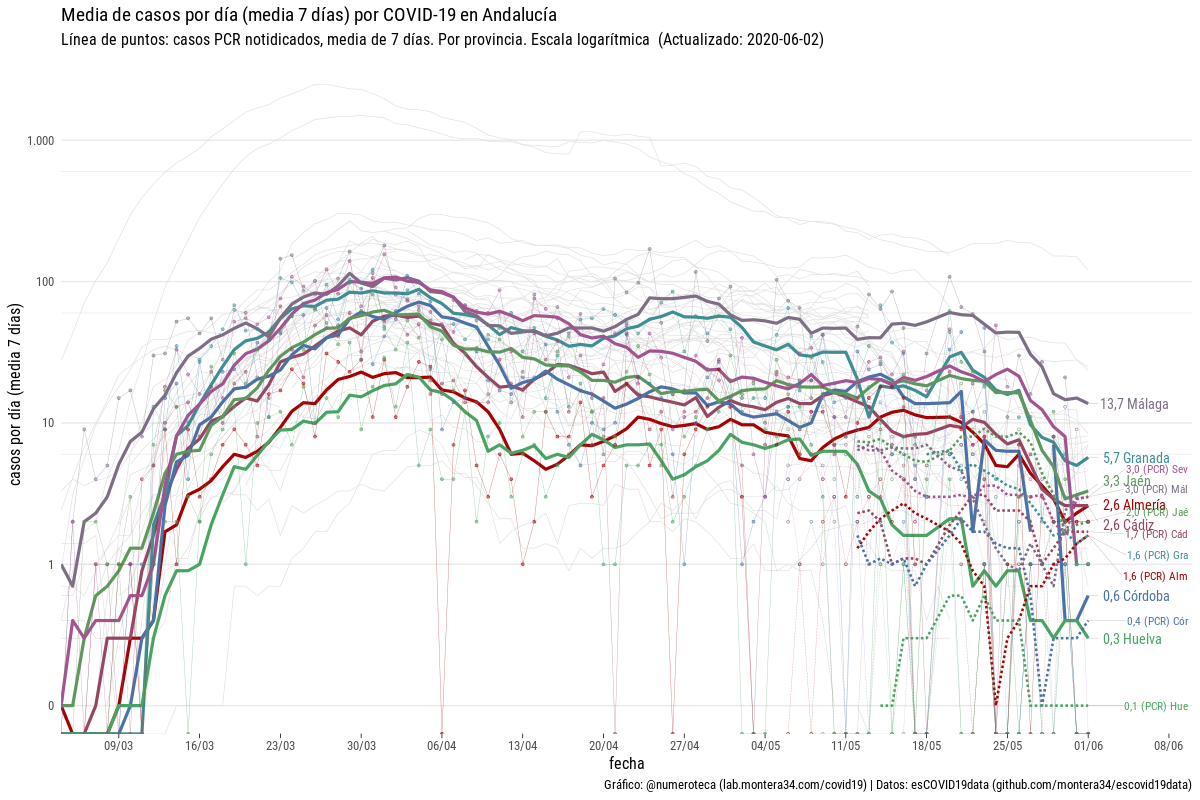 Media de casos por día (media 7 días) por COVID-19 en Andalucía
Línea de puntos: casos PCR notidicados, media de 7 días. Por provincia. Escala logarítmica (Actualizado: 2020-06-02)
casos por día (media 7 días)
1.000
100
10
1
0
13,7 Málaga
5,7 Granada
3,0 (PCR) Sev
3,3 Jaén
3,0 (PCR) Mál
2,6 Almería
2,0 (PCR) Jaé
2,6 Cádiz
1,7 (PCR) Cád
1,6 (PCR) Gra
1,6 (PCR) Alm
0,6 Córdoba
0,4 (PCR) Cór
0,3 Huelva
0,1 (PCR) Hue
09/03 16/03 23/03 30/03 06/04 13/04 20/04 27/04 04/05 11/05 18/05 25/05 01/06 08/06
fecha
Gráfico: @numeroteca (lab.montera34.com/covid19) | Datos: esCOVID19data (github.com/montera34/escovid19data)